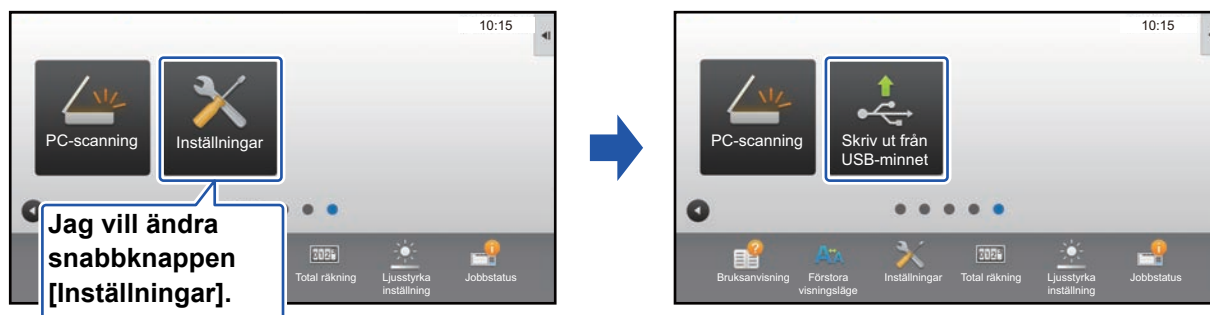 10:15
PC-scanning
Inställningar
Jag vill ändra
snabbknappen
[Inställningar].
Total räkning
Ljusstyrka
inställning
Jobbstatus
10:15
PC-scanning
Skriv ut från
USB-minnet
Bruksanvisning
Förstora
visningsläge
Inställningar
Total räkning
Ljusstyrka
inställning
Jobbstatus